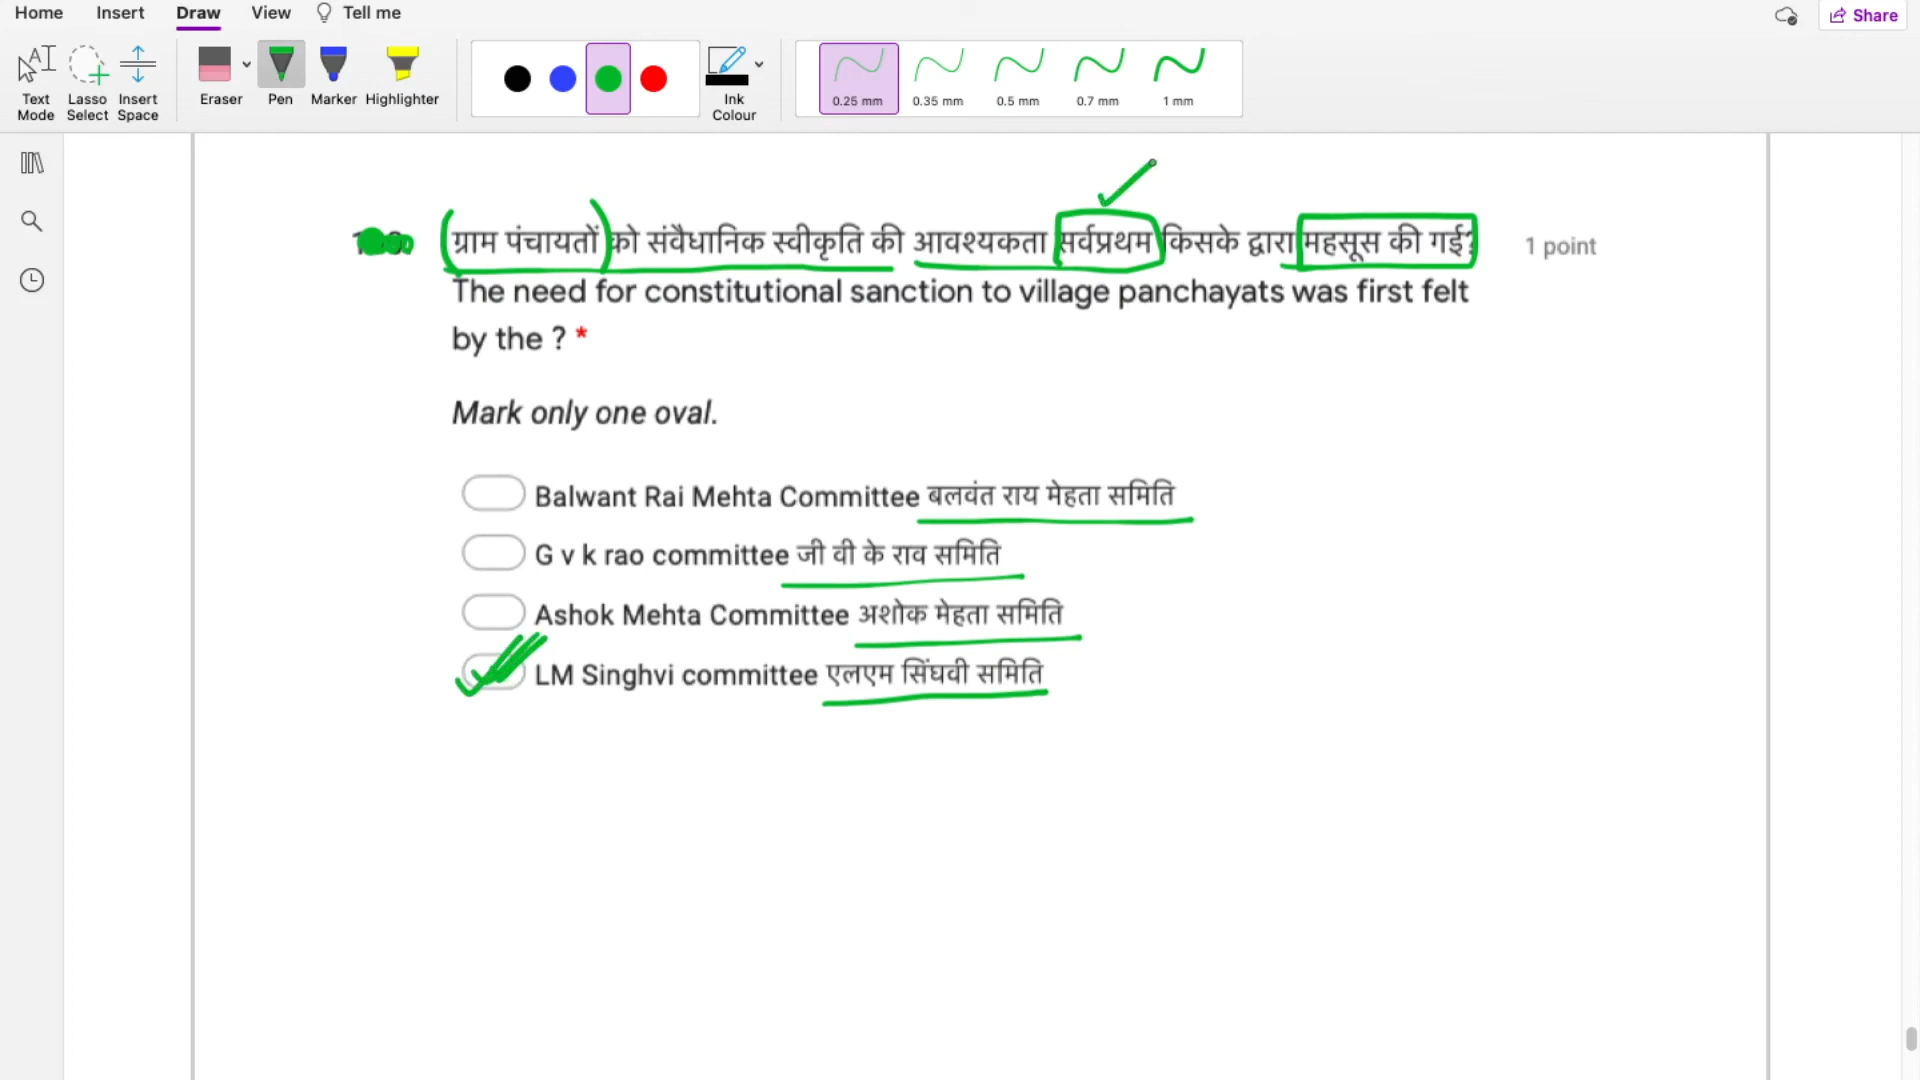 Home Insert Draw View Tell me
Share
Text Mode
Lasso Select
Insert Space
Eraser
Pen
Marker
Highlighter
Ink Colour
0.25 mm
0.35 mm
0.5 mm
0.7 mm
1 mm
ग्राम पंचायतों को संवैधानिक स्वीकृति की आवश्यकता सर्वप्रथम किसके द्वारा महसूस की गई?
1 point
The need for constitutional sanction to village panchayats was first felt
by the ? *
Mark only one oval.
Balwant Rai Mehta Committee बलवंत राय मेहता समिति
G v k rao committee जी वी के राव समिति
Ashok Mehta Committee अशोक मेहता समिति
LM Singhvi committee एलएम सिंघवी समिति